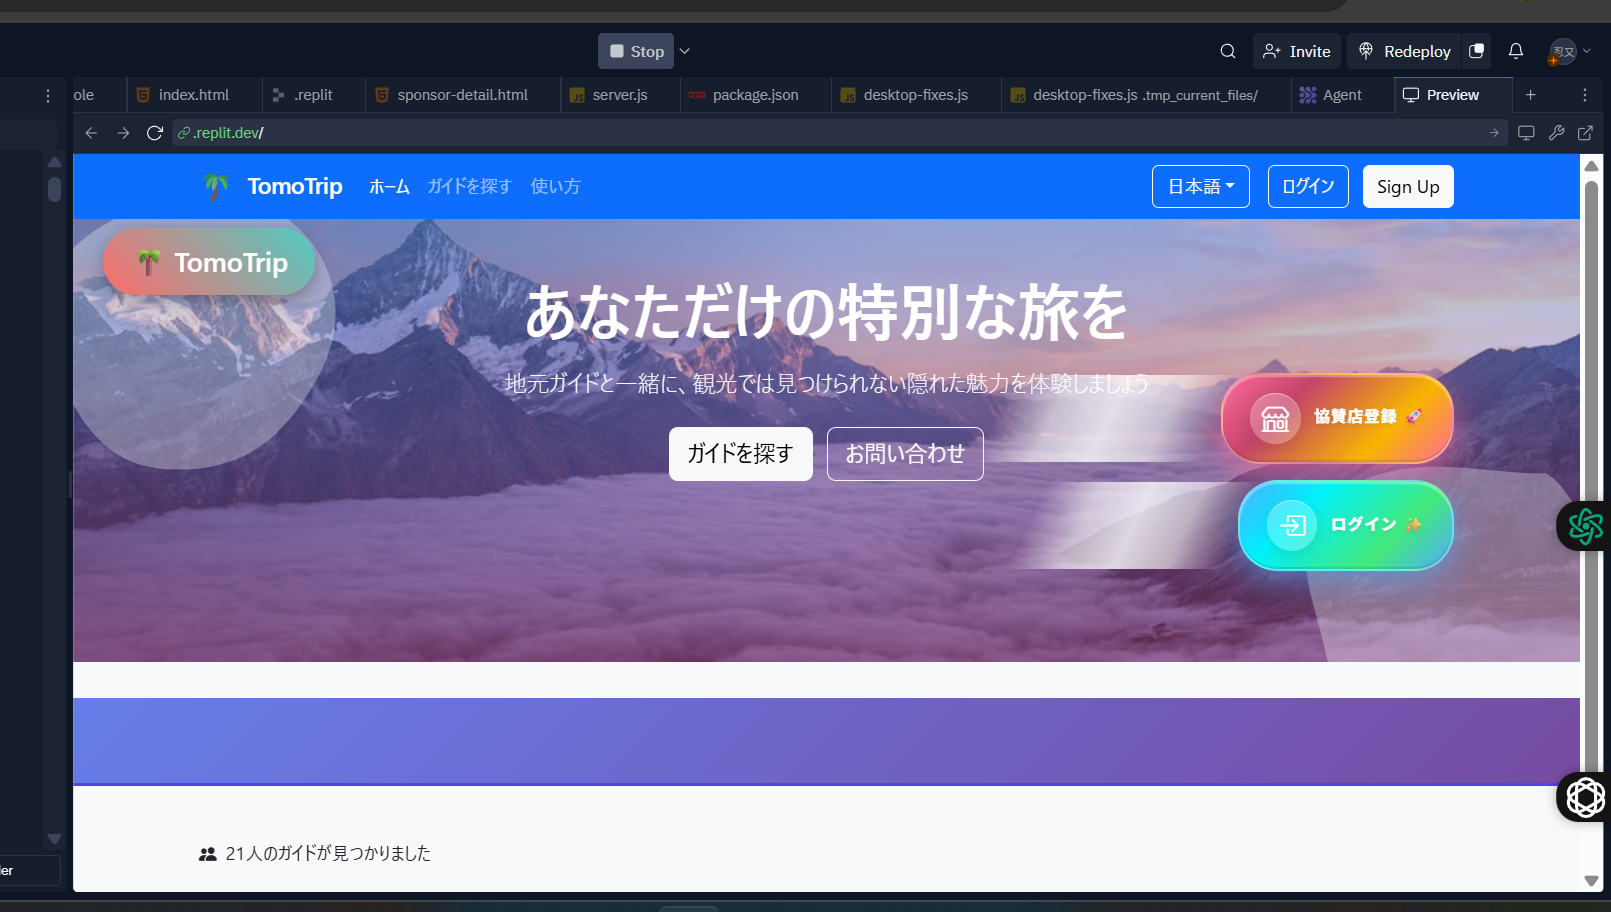 Stop
Invite
Redeploy
忍又
ole
index.html
.replit
sponsor-detail.html
server.js
package.json
desktop-fixes.js
desktop-fixes.js .tmp_current_files/
Agent
Preview
.replit.dev/
TomoTrip
ホーム
ガイドを探す
使い方
日本語
ログイン
Sign Up
TomoTrip
あなただけの特別な旅を
地元ガイドと一緒に、観光では見つけられない隠れた魅力を体験しましょう
ガイドを探す
お問い合わせ
協賛店登録 🚀
ログイン ✨
21人のガイドが見つかりました
er